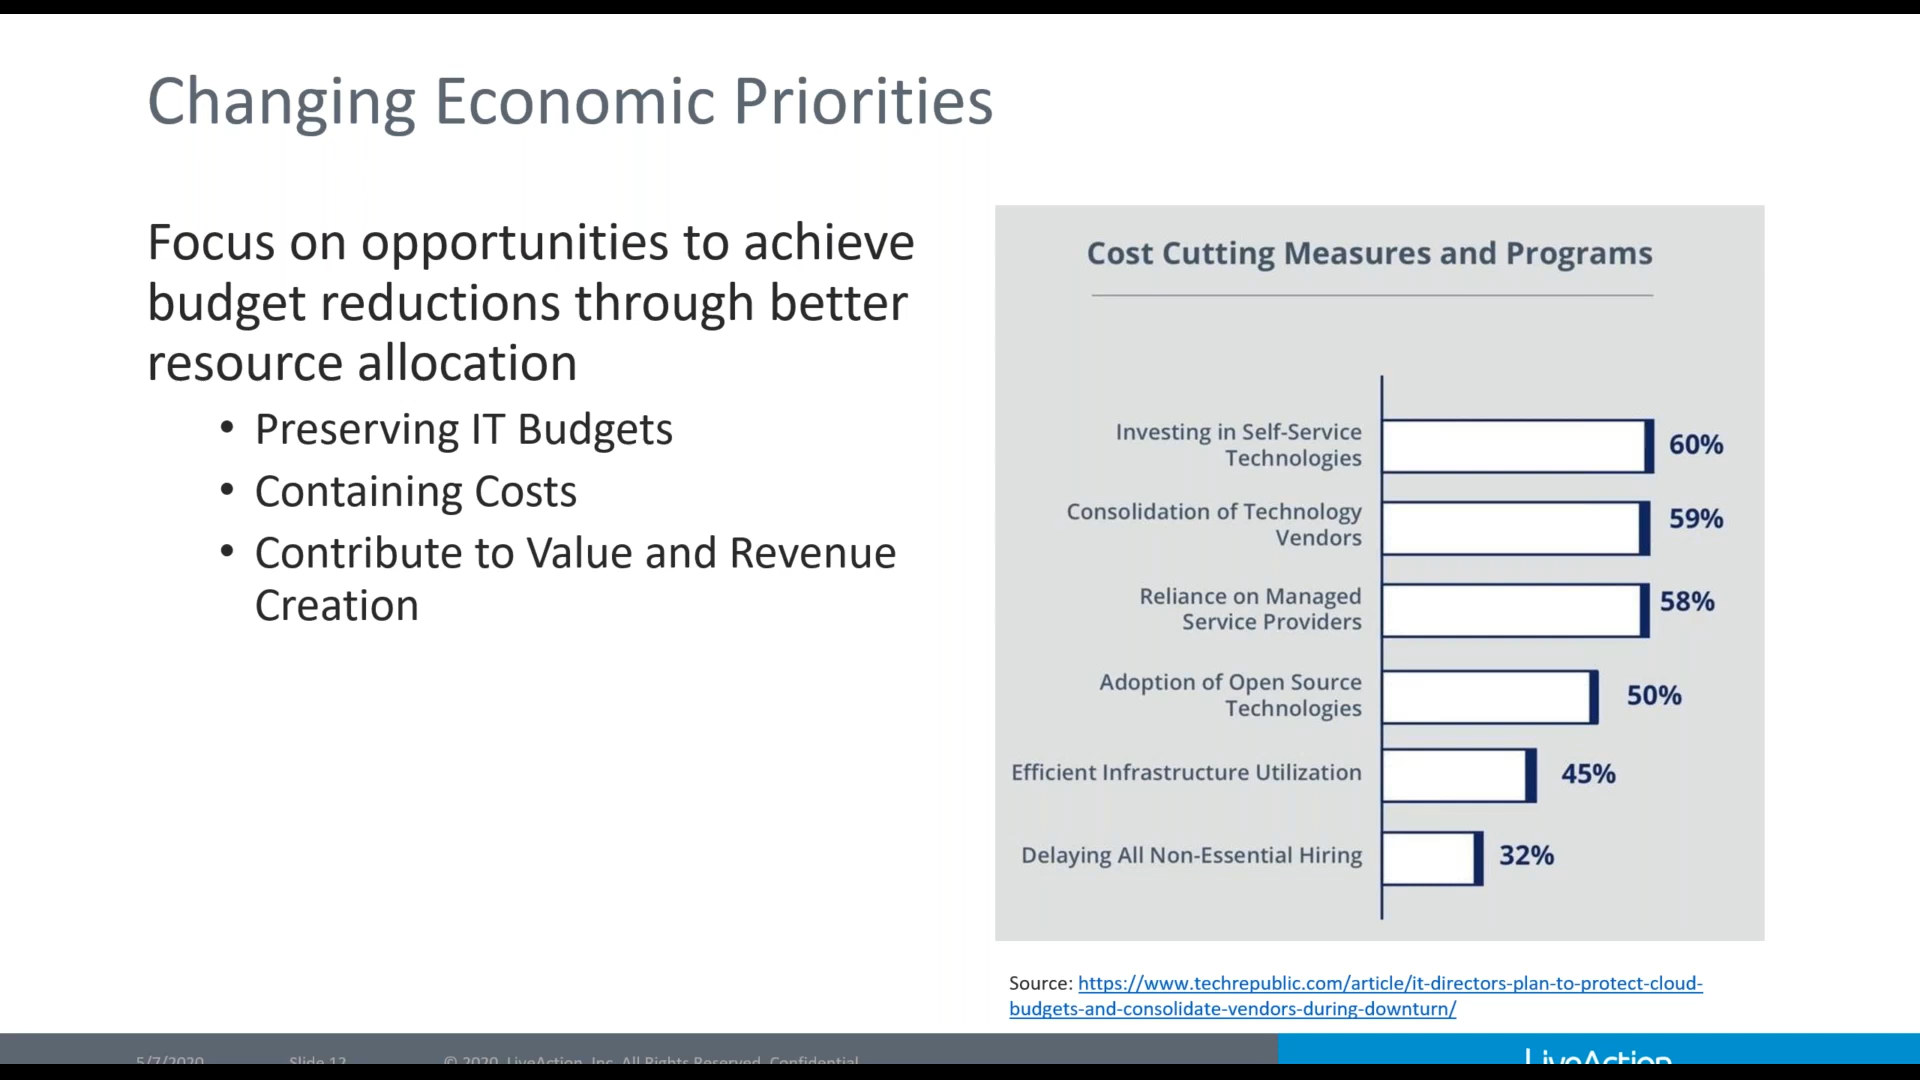 Changing Economic Priorities
Focus on opportunities to achieve
budget reductions through better
resource allocation
• Preserving IT Budgets
• Containing Costs
• Contribute to Value and Revenue
Creation
Cost Cutting Measures and Programs
Investing in Self-Service
Technologies
60%
Consolidation of Technology
Vendors
59%
Reliance on Managed
Service Providers
58%
Adoption of Open Source
Technologies
50%
Efficient Infrastructure Utilization
45%
Delaying All Non-Essential Hiring
32%
Source: https://www.techrepublic.com/article/it-directors-plan-to-protect-cloud-
budgets-and-consolidate-vendors-during-downturn/
5/7/2020 Slide 12 © 2020 LiveAction, Inc. All Rights Reserved. Confidential
LiveAction